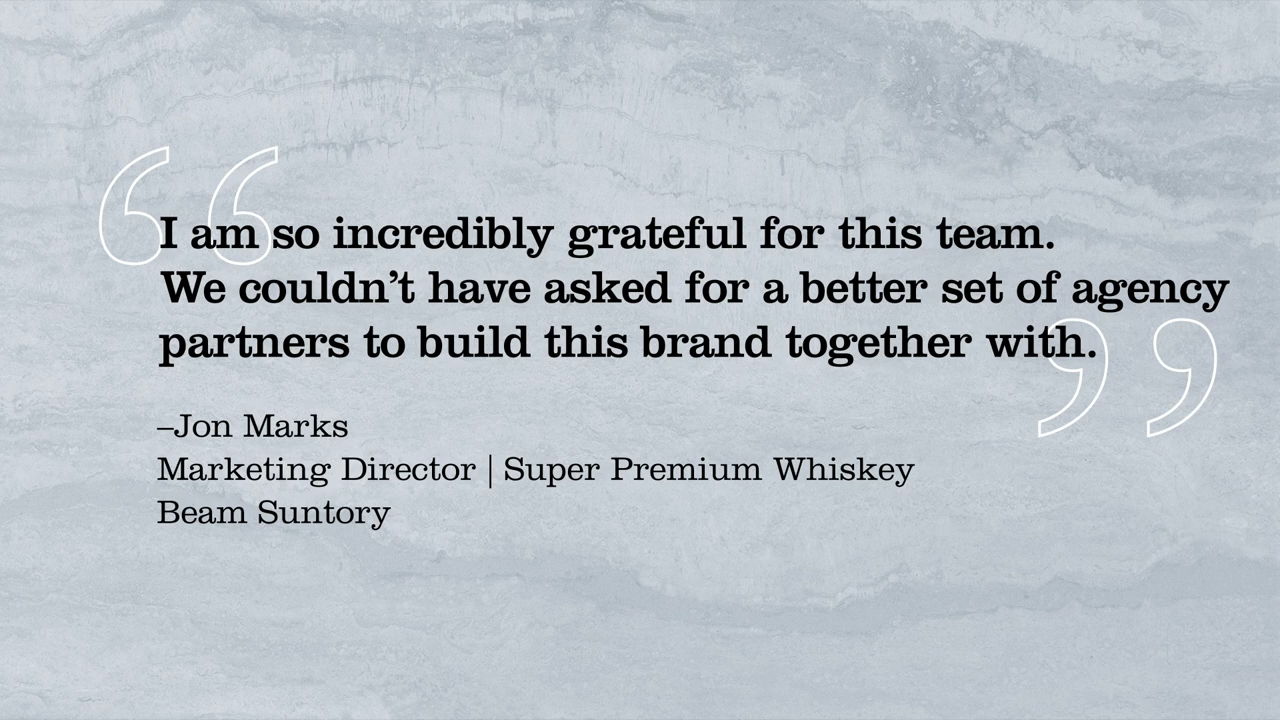 “I am so incredibly grateful for this team.
We couldn’t have asked for a better set of agency
partners to build this brand together with.”
–Jon Marks
Marketing Director | Super Premium Whiskey
Beam Suntory